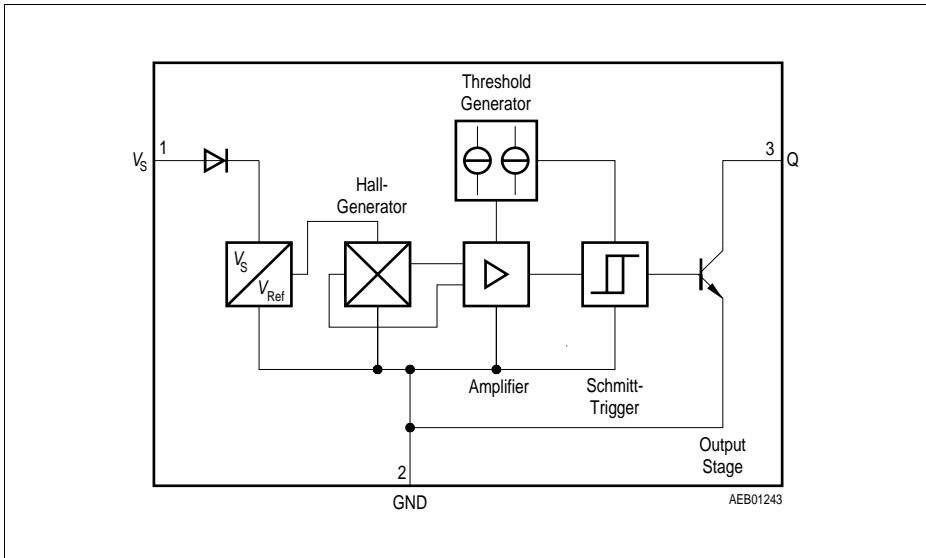 Threshold
Generator
1
V_S
3
Q
Hall-
Generator
V_S
V_Ref
Amplifier
Schmitt-
Trigger
Output
Stage
2
GND
AEB01243